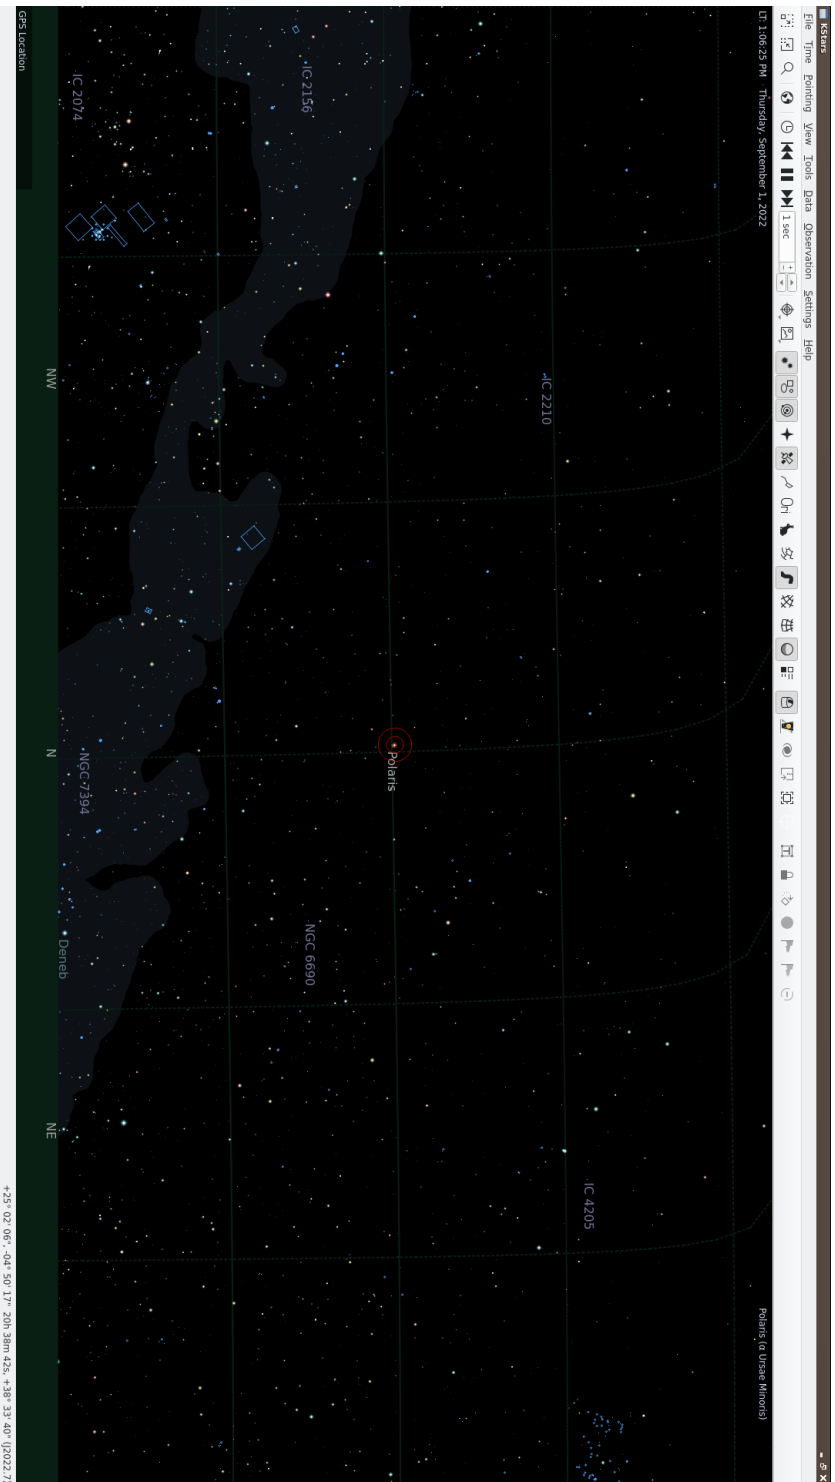 KStars
File Time Pointing View Tools Data Observation Settings Help
1 sec
LT: 1:06:25 PM Thursday, September 1, 2022
Polaris (α Ursae Minoris)
IC 2210
IC 4205
Polaris
IC 2156
NGC 6690
IC 2074
NGC 7394
Deneb
NW
N
NE
GPS Location
+25° 02' 06", -04° 50' 17" 20h 38m 42s, +38° 33' 40" (J2022.7)